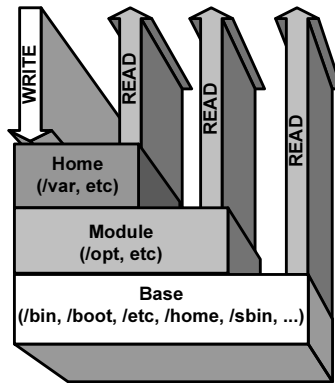 WRITE
READ
READ
READ
Home
(/var, etc)
Module
(/opt, etc)
Base
(/bin, /boot, /etc, /home, /sbin, ...)